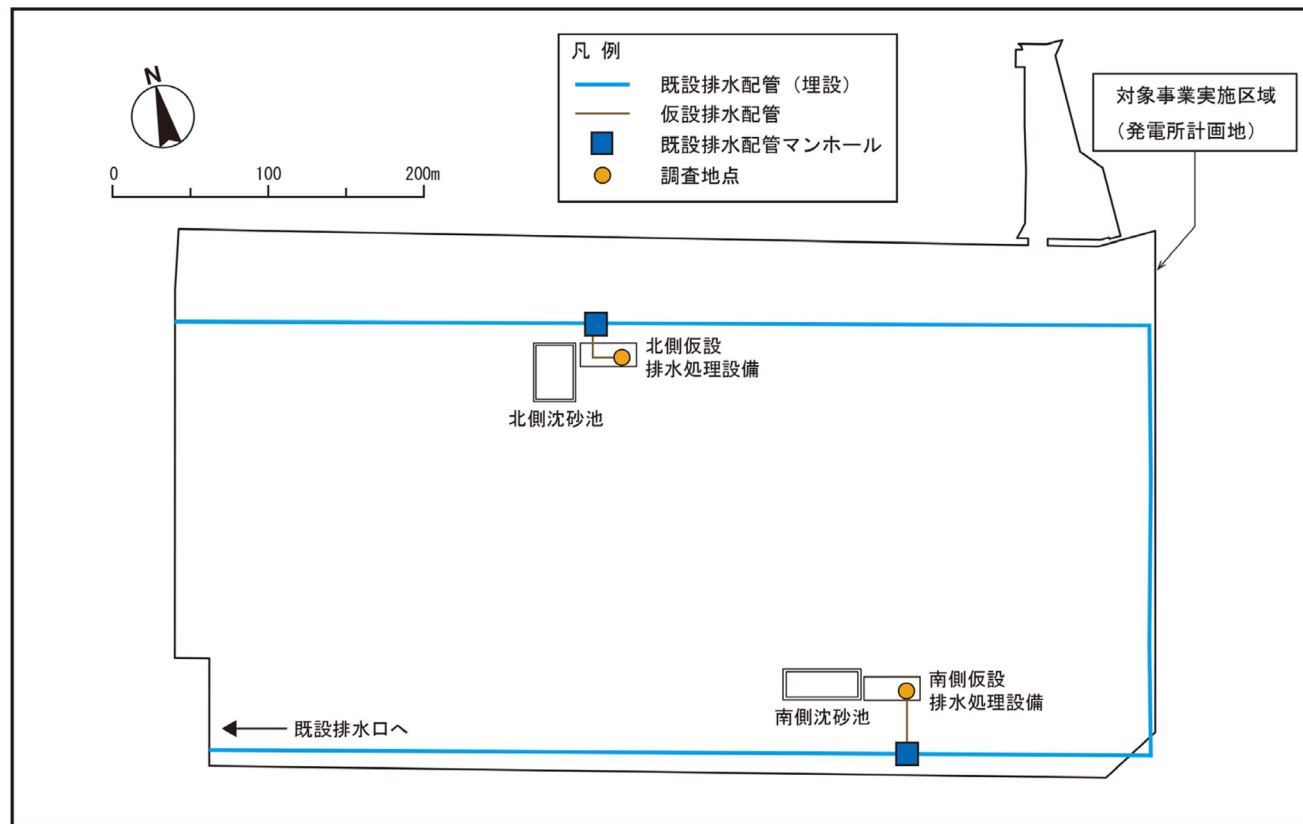 凡 例
既設排水配管（埋設）
仮設排水配管
既設排水配管マンホール
調査地点
N
0 100 200m
対象事業実施区域
（発電所計画地）
北側仮設
排水処理設備
北側沈砂池
南側仮設
排水処理設備
南側沈砂池
既設排水口へ